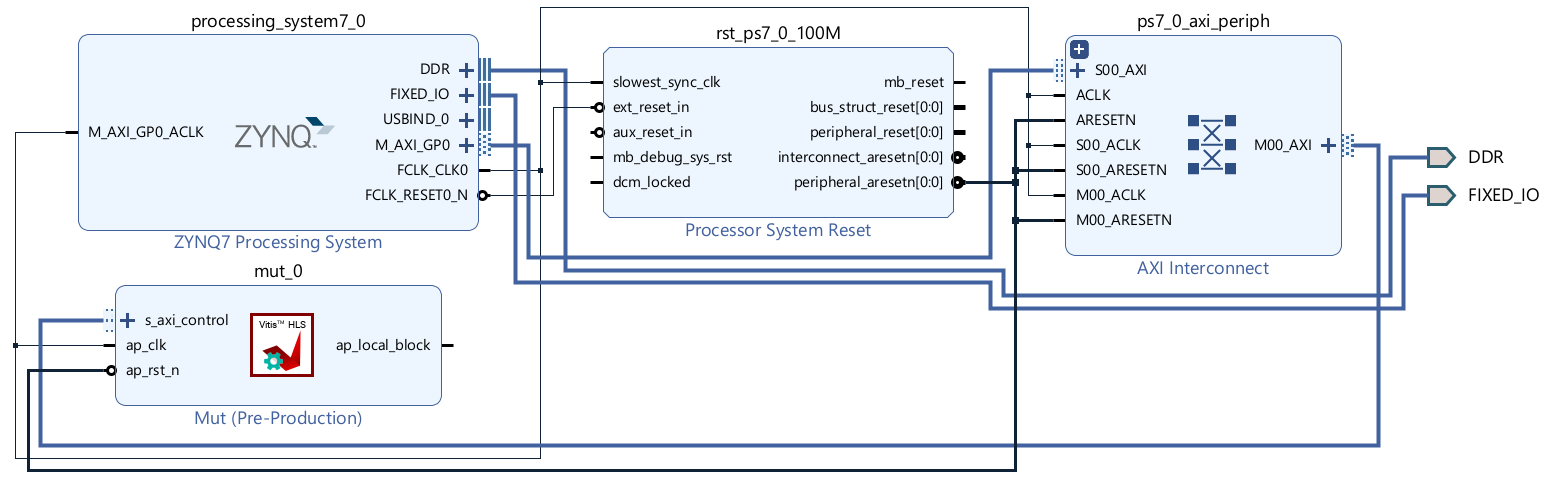 processing_system7_0
DDR
FIXED_IO
USBIND_0
M_AXI_GP0_ACLK
M_AXI_GP0
FCLK_CLK0
FCLK_RESET0_N
ZYNQ™
ZYNQ7 Processing System
rst_ps7_0_100M
slowest_sync_clk
mb_reset
ext_reset_in
bus_struct_reset[0:0]
aux_reset_in
peripheral_reset[0:0]
mb_debug_sys_rst
interconnect_aresetn[0:0]
dcm_locked
peripheral_aresetn[0:0]
Processor System Reset
ps7_0_axi_periph
S00_AXI
ACLK
ARESETN
S00_ACLK
M00_AXI
S00_ARESETN
M00_ACLK
M00_ARESETN
AXI Interconnect
DDR
FIXED_IO
mut_0
s_axi_control
ap_clk
ap_rst_n
Vitis™ HLS
ap_local_block
Mut (Pre-Production)